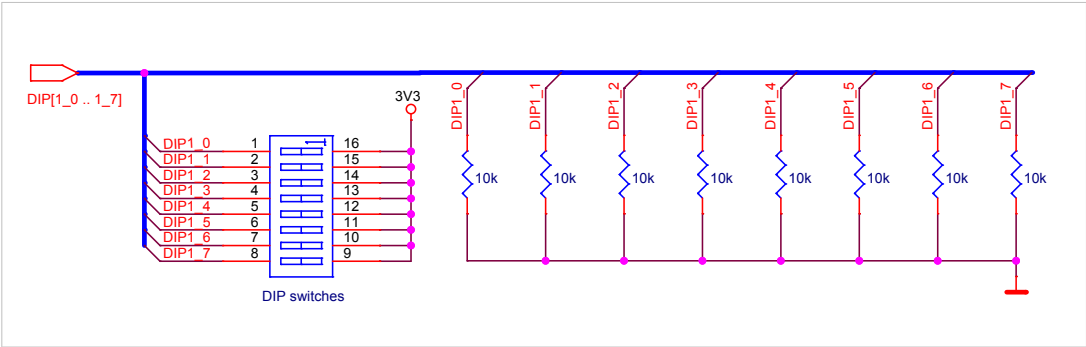 DIP[1_0 .. 1_7]
3V3
DIP1_0 1 16
DIP1_1 2 15
DIP1_2 3 14
DIP1_3 4 13
DIP1_4 5 12
DIP1_5 6 11
DIP1_6 7 10
DIP1_7 8 9
DIP switches
DIP1_0 DIP1_1 DIP1_2 DIP1_3 DIP1_4 DIP1_5 DIP1_6 DIP1_7
10k 10k 10k 10k 10k 10k 10k 10k